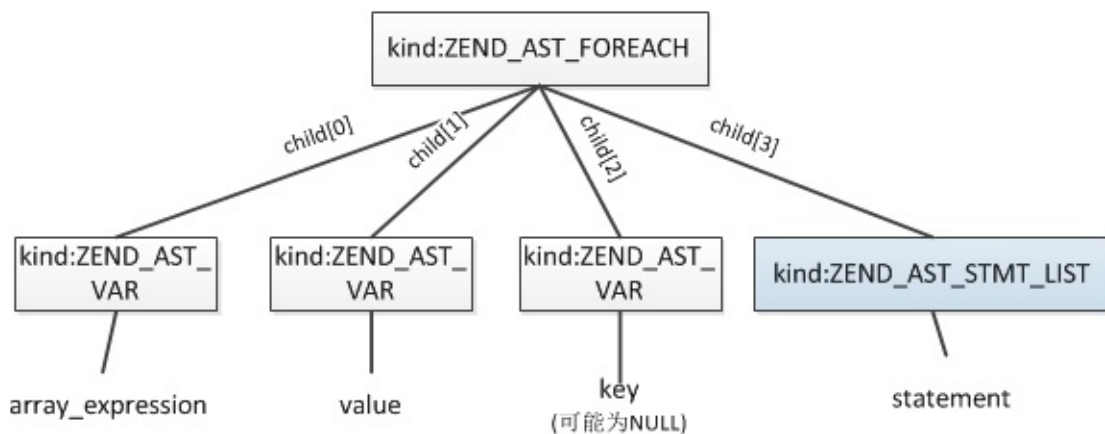 kind:ZEND_AST_FOREACH
child[0]
child[1]
child[2]
child[3]
kind:ZEND_AST_
VAR
kind:ZEND_AST_
VAR
kind:ZEND_AST_
VAR
kind:ZEND_AST_STMT_LIST
array_expression
value
key
(可能为NULL)
statement